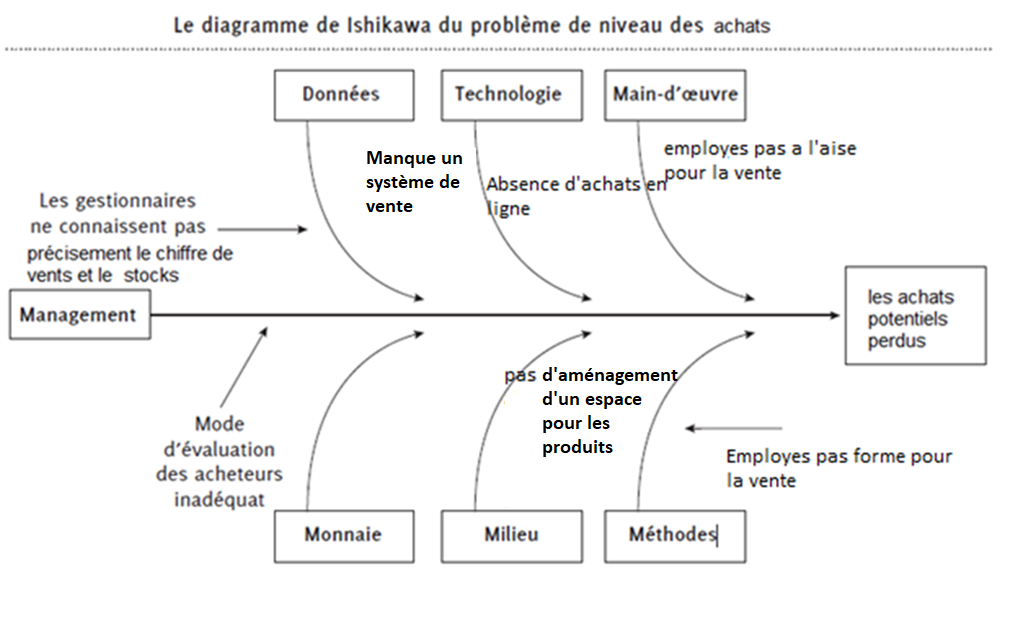 Le diagramme de Ishikawa du problème de niveau des achats
Données
Technologie
Main-d'œuvre
Manque un
système de
vente
Absence d'achats en
ligne
employes pas a l'aise
pour la vente
Les gestionnaires
ne connaissent pas
précisement le chiffre de
vents et le stocks
Management
les achats
potentiels
perdus
Mode
d'évaluation
des acheteurs
inadéquat
pas d'aménagement
d'un espace
pour les
produits
Employes pas forme pour
la vente
Monnaie
Milieu
Méthodes